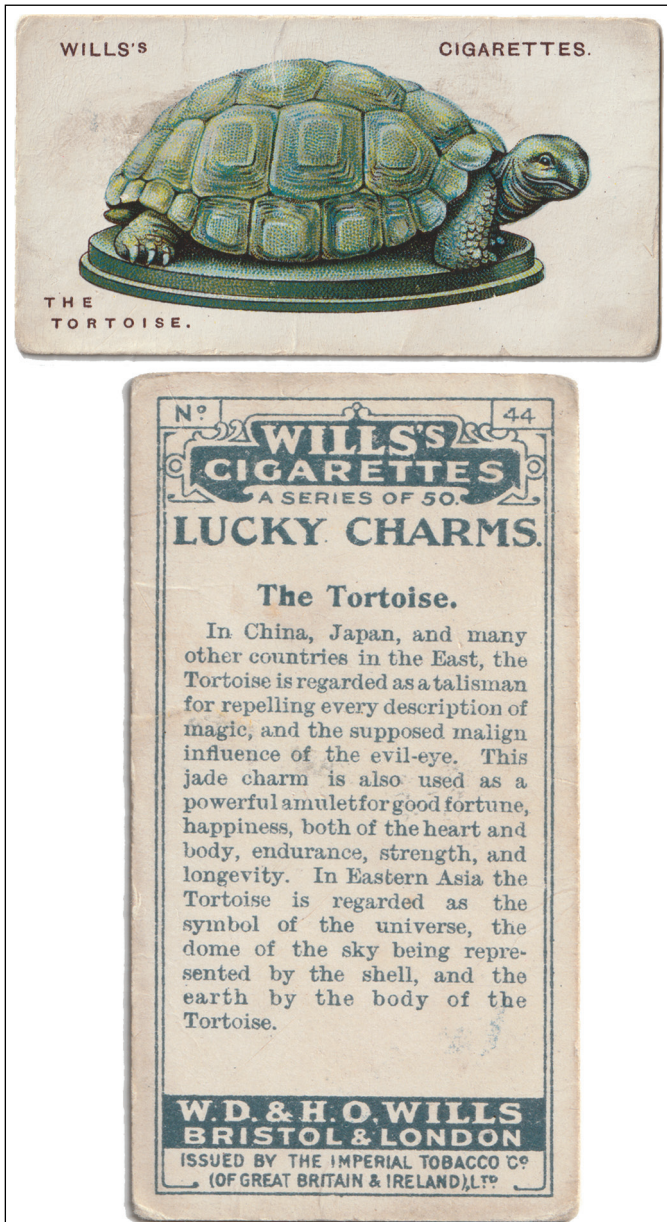 WILLS'S CIGARETTES.
THE
TORTOISE.
Nº 44
WILLS'S
CIGARETTES
A SERIES OF 50.
LUCKY CHARMS.
The Tortoise.
In China, Japan, and many
other countries in the East, the
Tortoise is regarded as a talisman
for repelling every description of
magic, and the supposed malign
influence of the evil-eye. This
jade charm is also used as a
powerful amulet for good fortune,
happiness, both of the heart and
body, endurance, strength, and
longevity. In Eastern Asia the
Tortoise is regarded as the
symbol of the universe, the
dome of the sky being repre-
sented by the shell, and the
earth by the body of the
Tortoise.
W.D. & H.O. WILLS
BRISTOL & LONDON
ISSUED BY THE IMPERIAL TOBACCO Cº
(OF GREAT BRITAIN & IRELAND), LTD